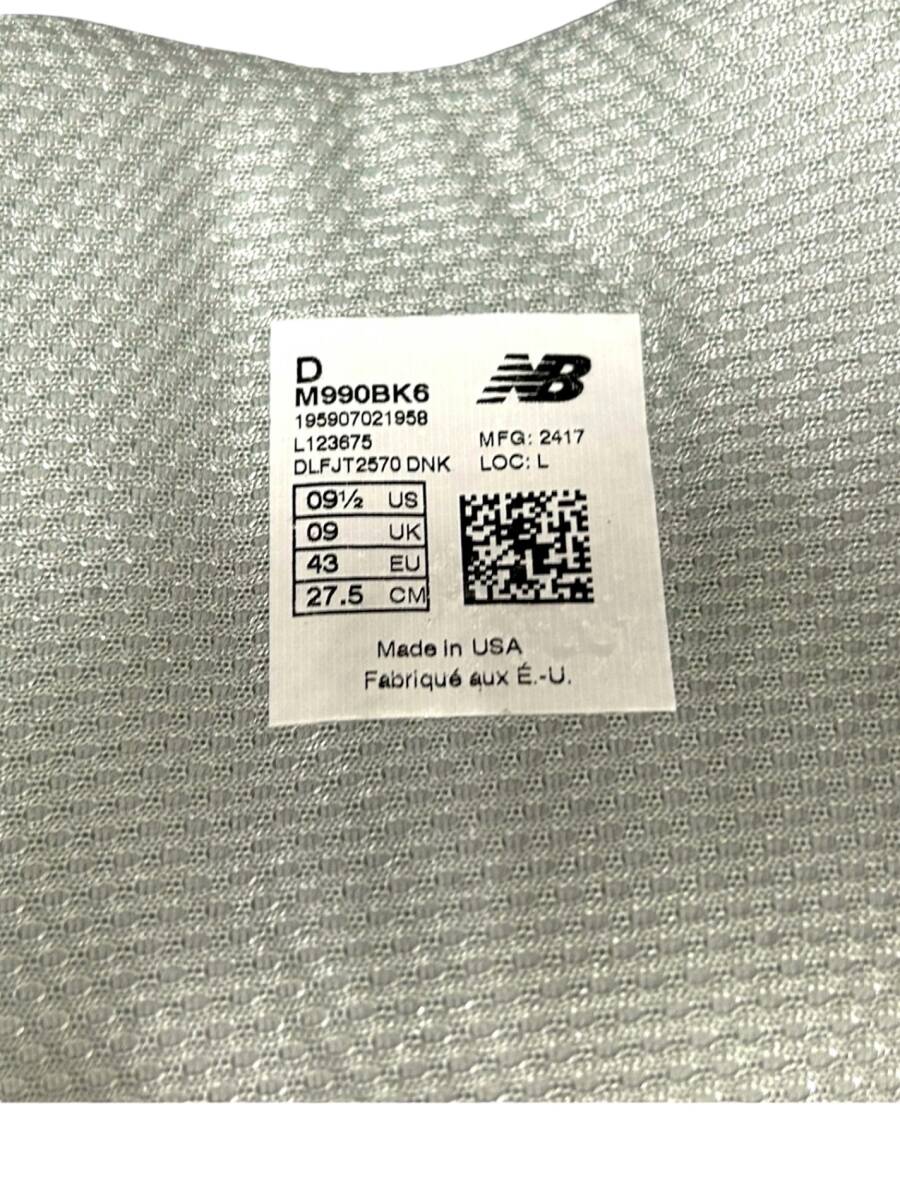 D
M990BK6
195907021958
L123675
DLFJT2570 DNK
NB
MFG: 2417
LOC: L
09½ US
09 UK
43 EU
27.5 CM
Made in USA
Fabriqué aux É.-U.